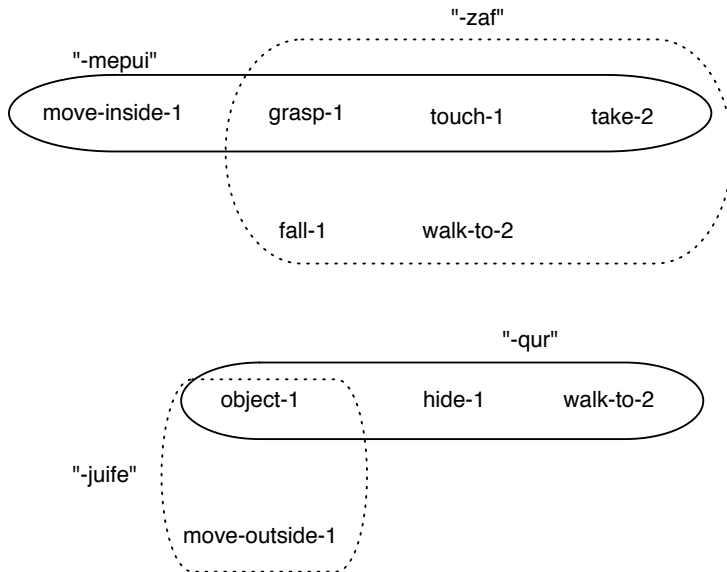 "-zaf"
"-mepui"
move-inside-1 grasp-1 touch-1 take-2
fall-1 walk-to-2
"-qur"
object-1 hide-1 walk-to-2
"-juife"
move-outside-1